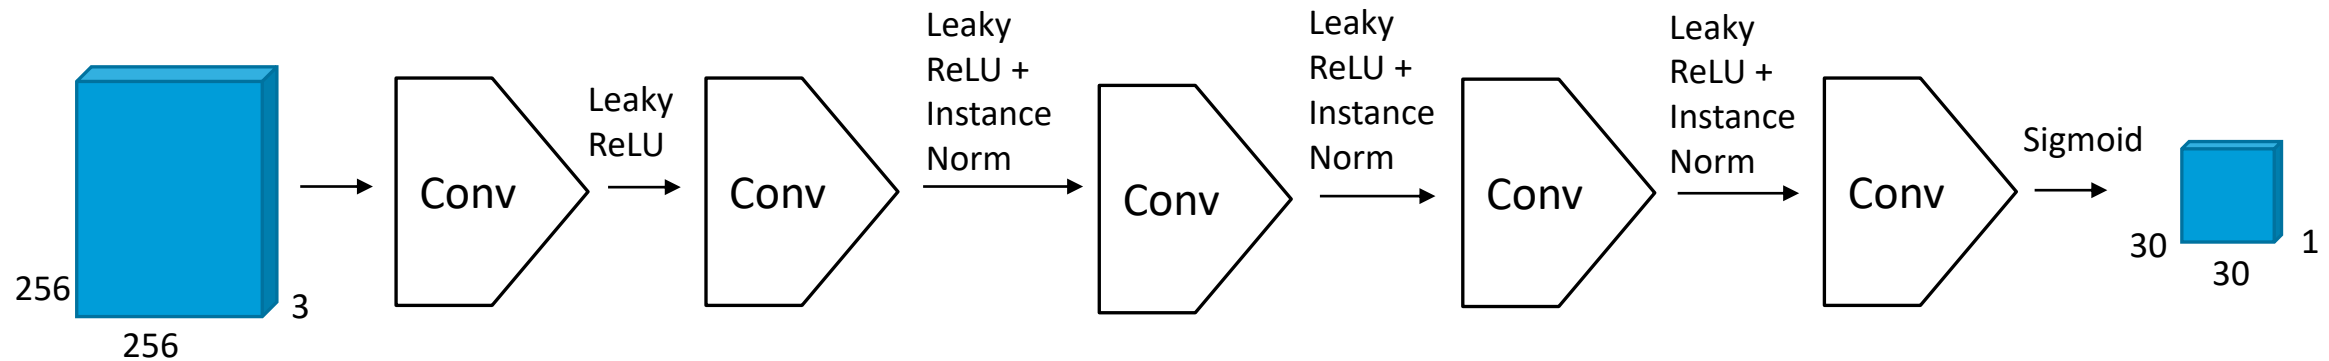 256
256
3
Conv
Leaky
ReLU
Conv
Leaky
ReLU +
Instance
Norm
Conv
Leaky
ReLU +
Instance
Norm
Conv
Leaky
ReLU +
Instance
Norm
Conv
Sigmoid
30
30
1